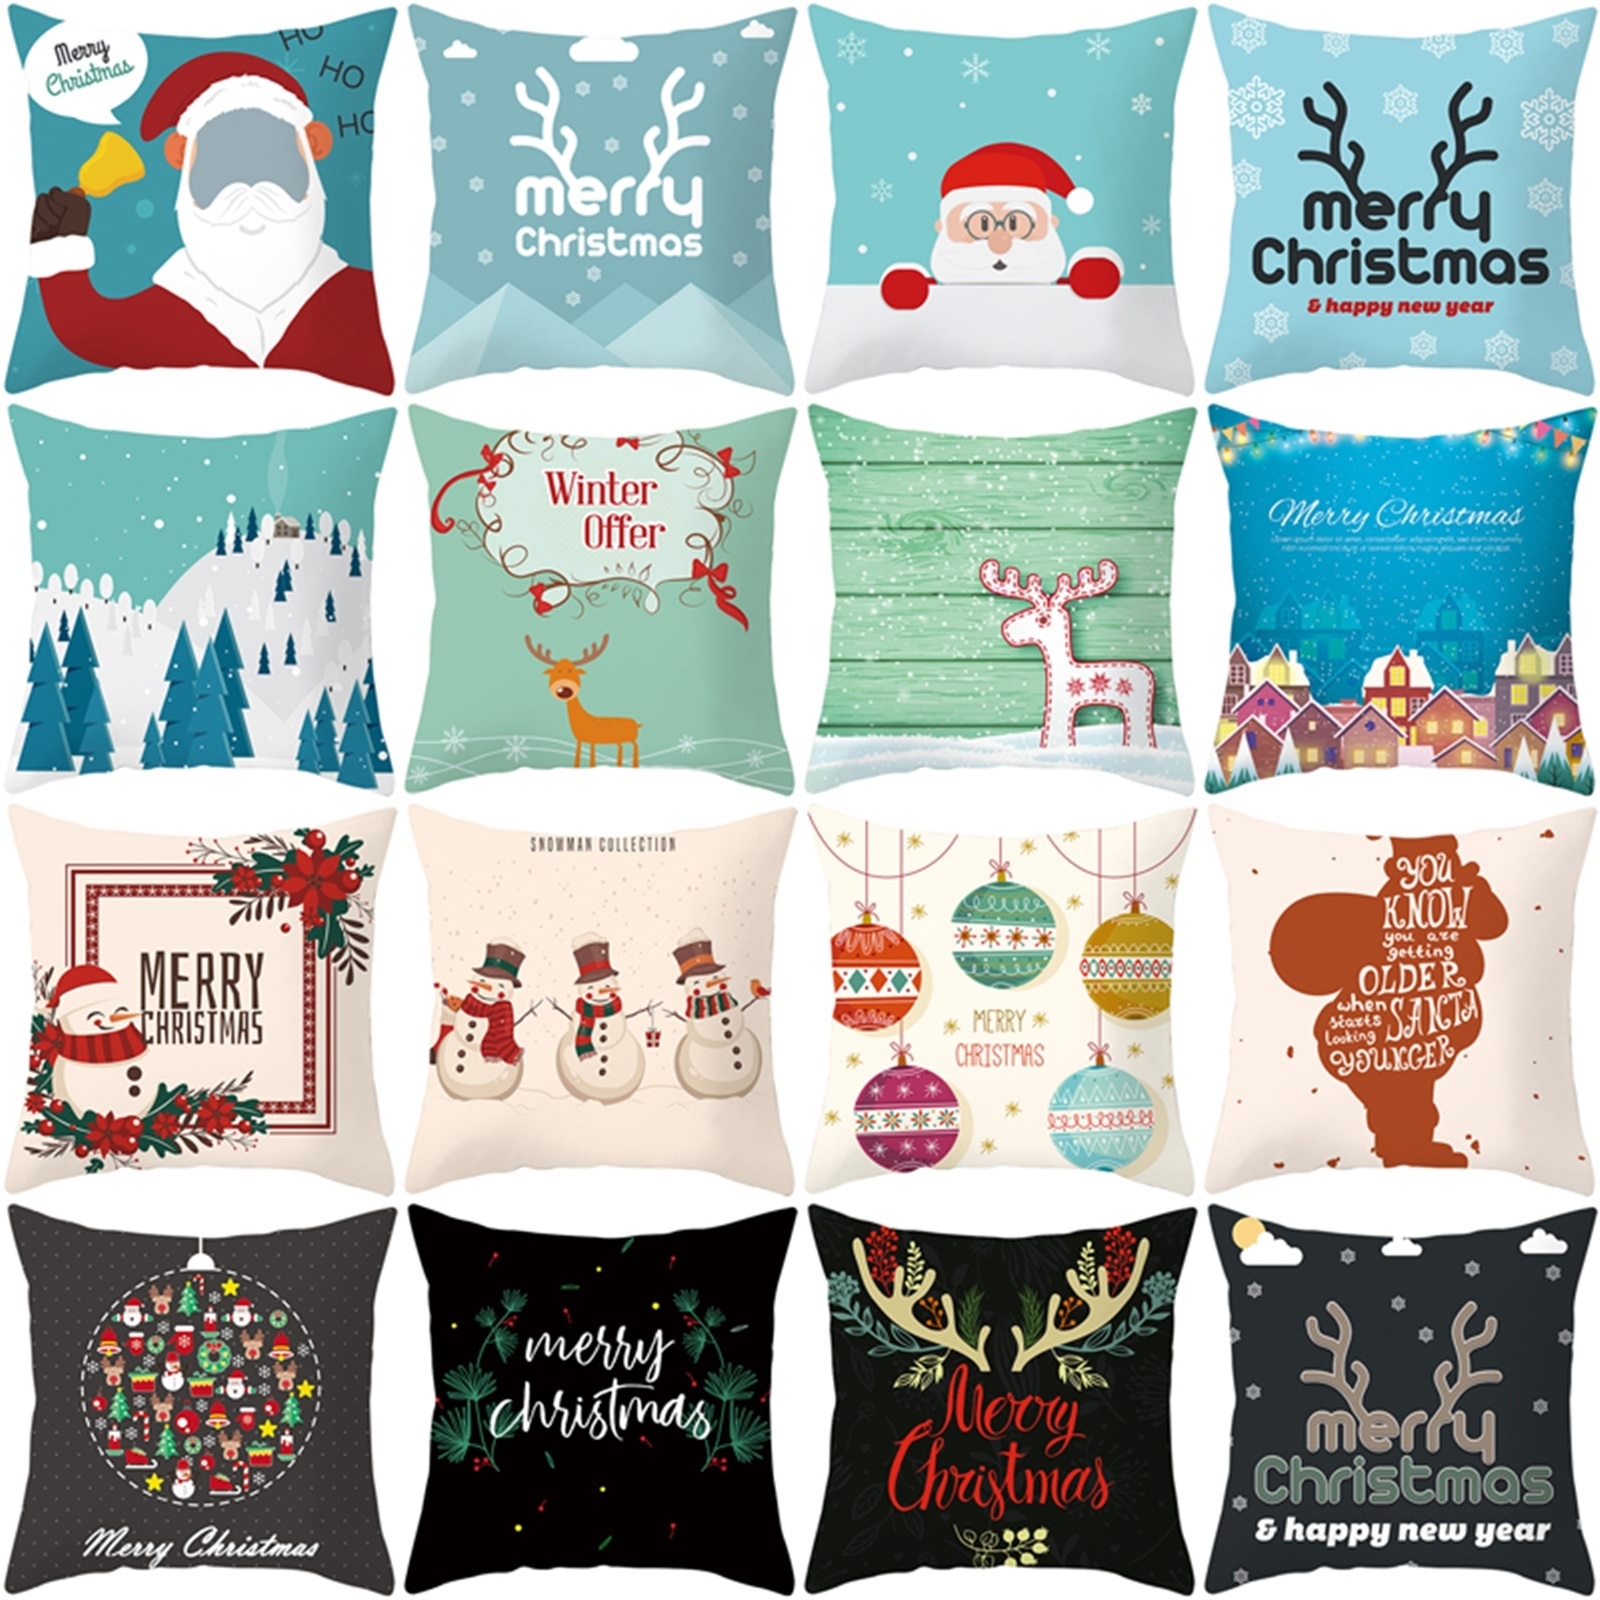 Merry
Christmas
HO
HO
HO
merry
Christmas
merry
Christmas
& happy new year
Winter
Offer
Merry Christmas
MERRY
CHRISTMAS
SNOWMAN COLLECTION
MERRY
CHRISTMAS
YOU
KNOW
you are
getting
OLDER
when SANTA
starts
looking
YOUNGER
Merry Christmas
merry
christmas
Merry
Christmas
merry
Christmas
& happy new year